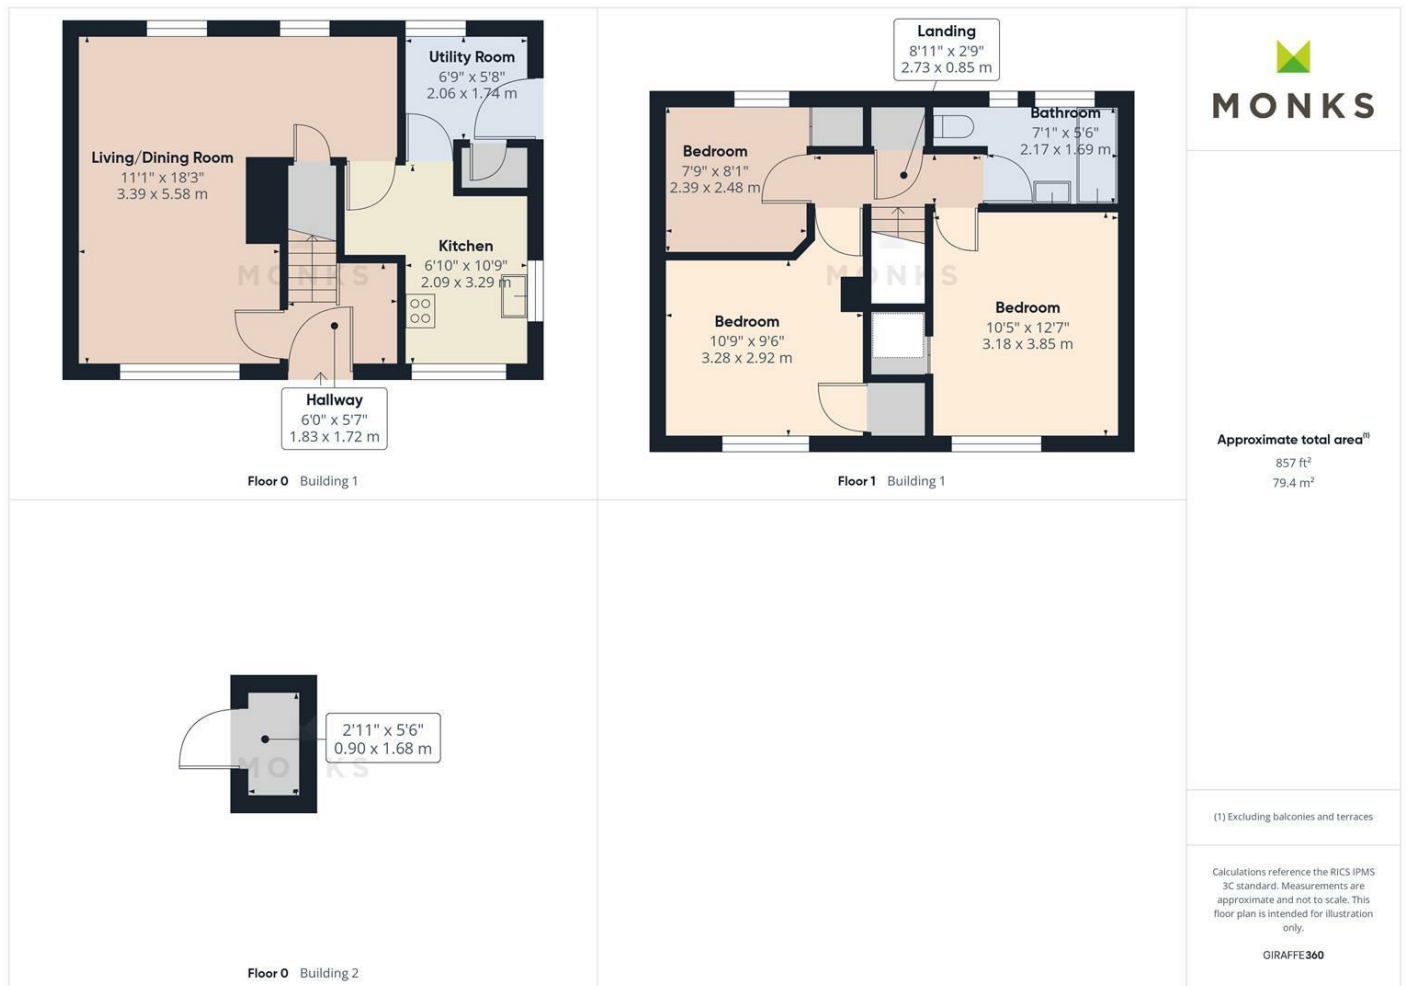 Utility Room
6'9" x 5'8"
2.06 x 1.74 m
Living/Dining Room
11'1" x 18'3"
3.39 x 5.58 m
Kitchen
6'10" x 10'9"
2.09 x 3.29 m
MONKS
Hallway
6'0" x 5'7"
1.83 x 1.72 m
Floor 0 Building 1
Landing
8'11" x 2'9"
2.73 x 0.85 m
Bathroom
7'1" x 5'6"
2.17 x 1.69 m
Bedroom
7'9" x 8'1"
2.39 x 2.48 m
MONKS
Bedroom
10'9" x 9'6"
3.28 x 2.92 m
Bedroom
10'5" x 12'7"
3.18 x 3.85 m
Floor 1 Building 1
2'11" x 5'6"
0.90 x 1.68 m
MONKS
Floor 0 Building 2
MONKS
Approximate total area(1)
857 ft²
79.4 m²
(1) Excluding balconies and terraces
Calculations reference the RICS IPMS
3C standard. Measurements are
approximate and not to scale. This
floor plan is intended for illustration
only.
GIRAFFE360